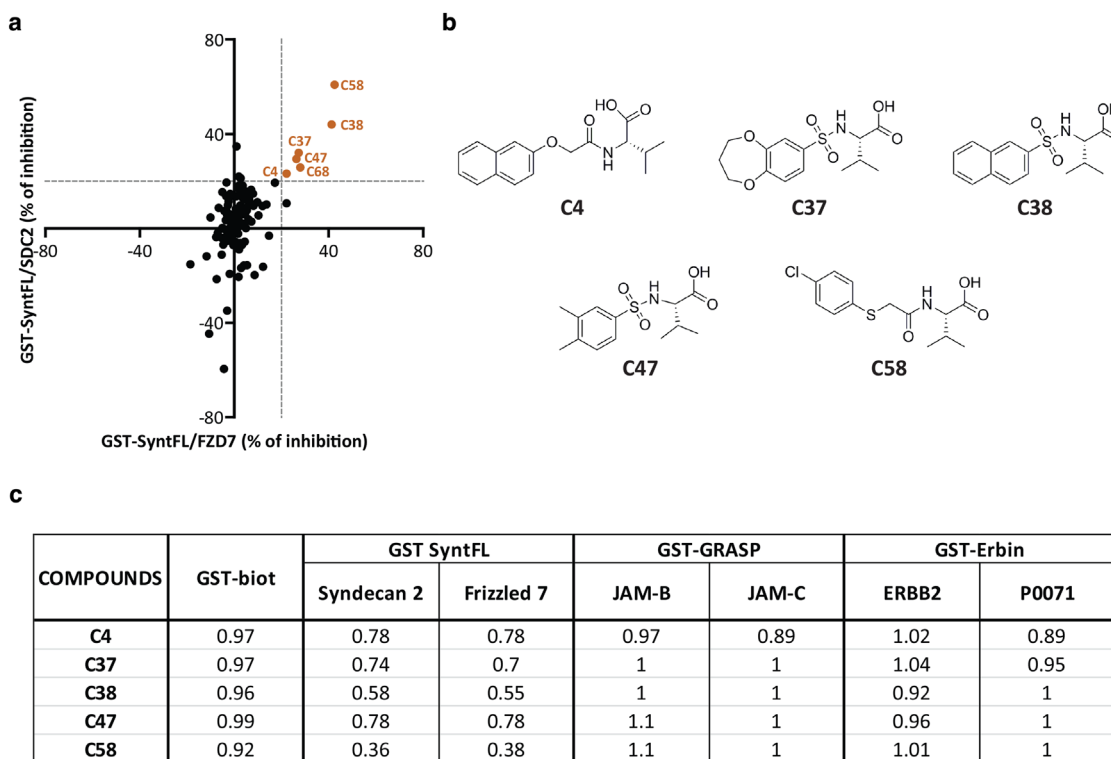 a
80
C58
40
C38
C37
C47
C4
C68
-80
-40
40
80
-40
-80
GST-SyntFL/SDC2 (% of inhibition)
GST-SyntFL/FZD7 (% of inhibition)
b
HO
O
O
O
N
H
C4
O
O
O
S
O
H
N
OH
O
C37
O
S
O
H
N
OH
O
C38
O
S
O
H
N
OH
O
C47
Cl
S
O
H
N
OH
O
C58
c
COMPOUNDS GST-biot GST SyntFL GST-GRASP GST-Erbin
Syndecan 2 Frizzled 7 JAM-B JAM-C ERBB2 P0071
C4 0.97 0.78 0.78 0.97 0.89 1.02 0.89
C37 0.97 0.74 0.7 1 1 1.04 0.95
C38 0.96 0.58 0.55 1 1 0.92 1
C47 0.99 0.78 0.78 1.1 1 0.96 1
C58 0.92 0.36 0.38 1.1 1 1.01 1